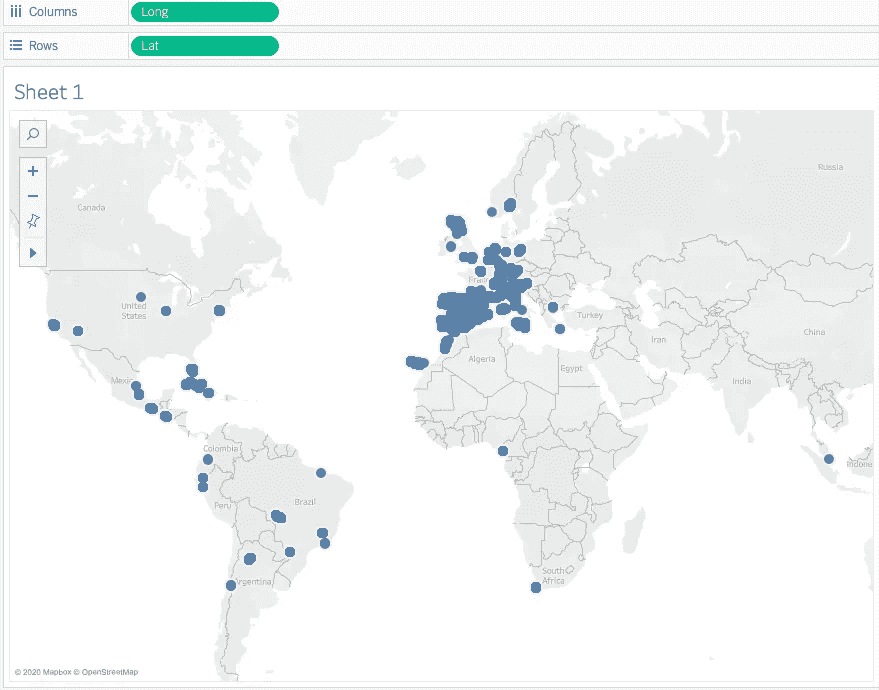 Columns
Long
Rows
Lat
Sheet 1
Russia
Canada
France
United
States
Turkey
China
Iran
Algeria
Mexic
Egypt
India
Colombia
Indone
Brazil
Peru
South
Africa
Argentina
© 2020 Mapbox © OpenStreetMap